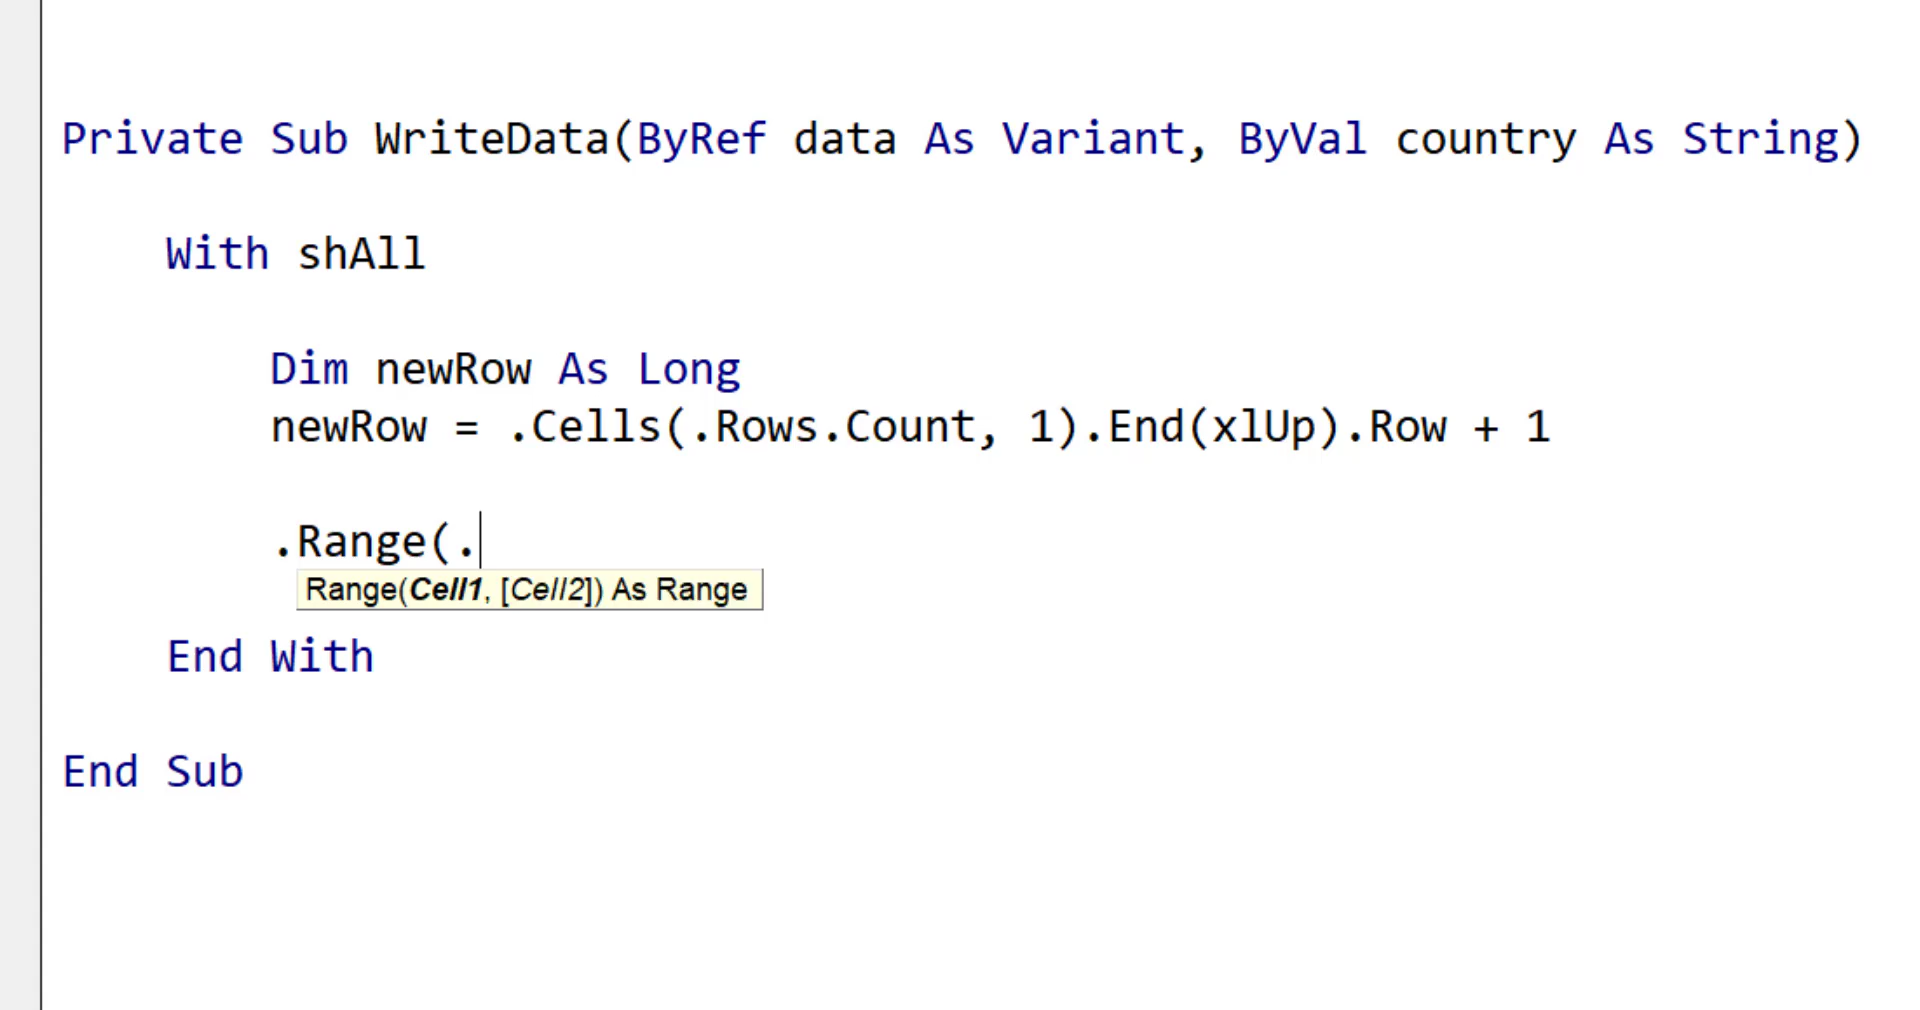 Private Sub WriteData(ByRef data As Variant, ByVal country As String)
With shAll
Dim newRow As Long
newRow = .Cells(.Rows.Count, 1).End(xlUp).Row + 1
.Range(.
Range(Cell1, [Cell2]) As Range
End With
End Sub